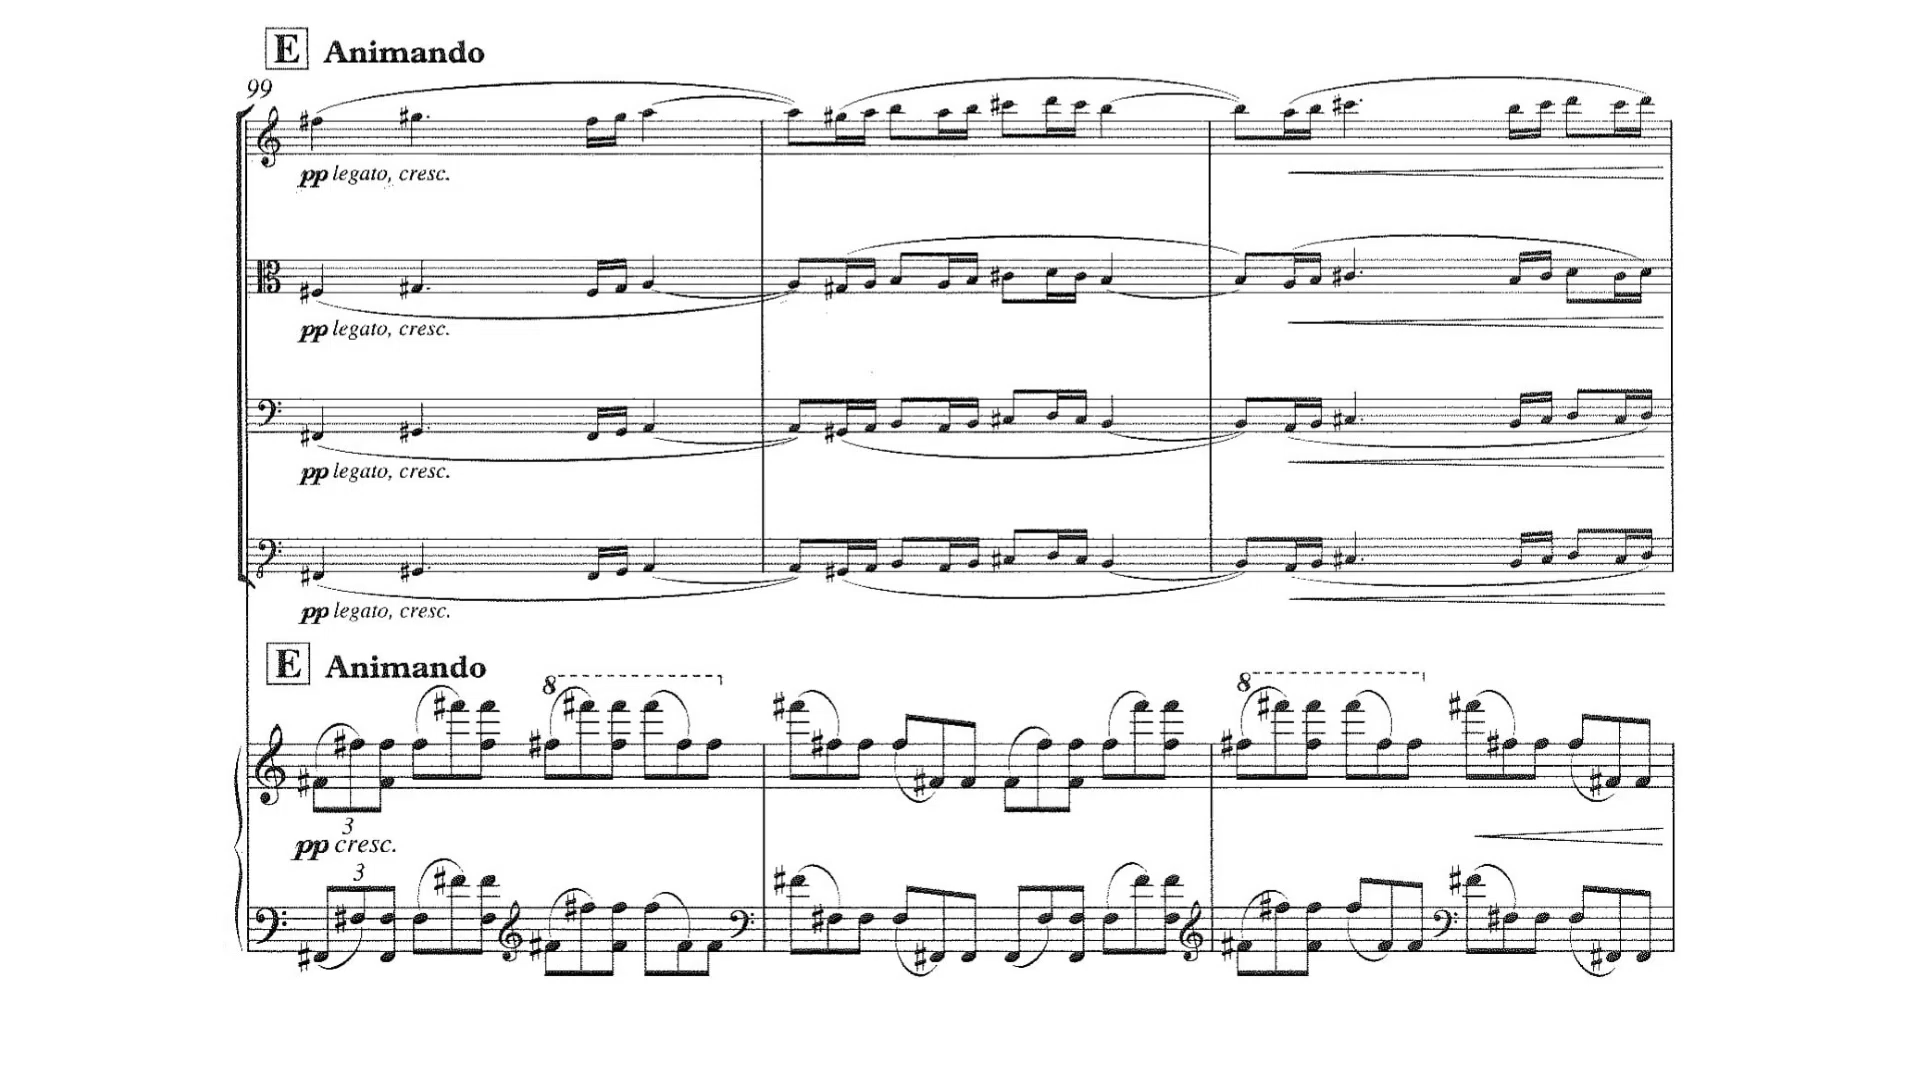 E Animando
99
pp legato, cresc.
pp legato, cresc.
pp legato, cresc.
8
pp legato, cresc.
E Animando
8
8
3
pp cresc.
3